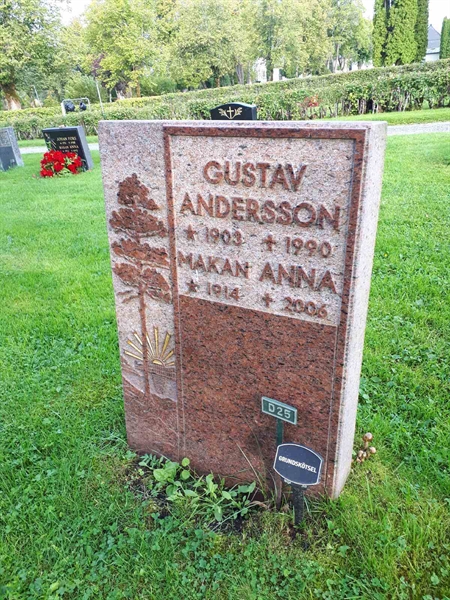 GUSTAV
ANDERSSON
★ 1903 ✝ 1990
MAKAN ANNA
★ 1914 ✝ 2006
D25
GRUNDSKÖTSEL